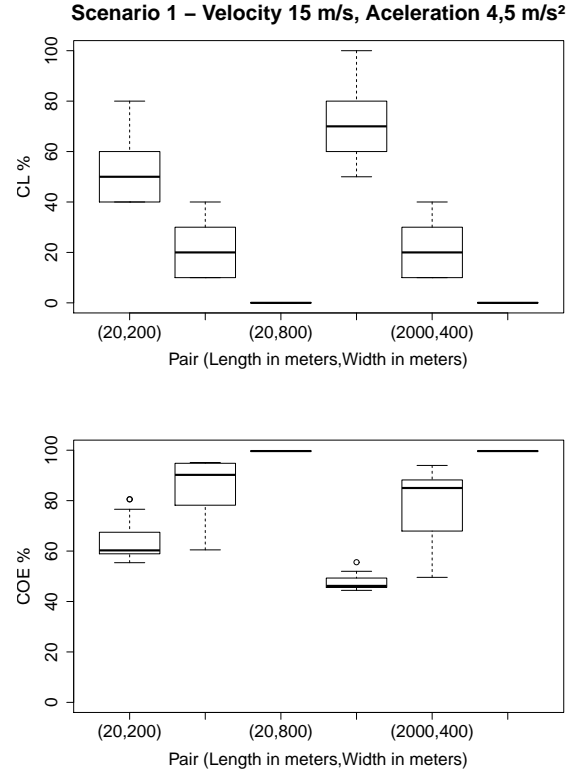 Scenario 1 – Velocity 15 m/s, Aceleration 4,5 m/s²
100
80
60
40
20
0
CL %
(20,200) (20,800) (2000,400)
Pair (Length in meters,Width in meters)
100
80
60
40
20
0
COE %
(20,200) (20,800) (2000,400)
Pair (Length in meters,Width in meters)